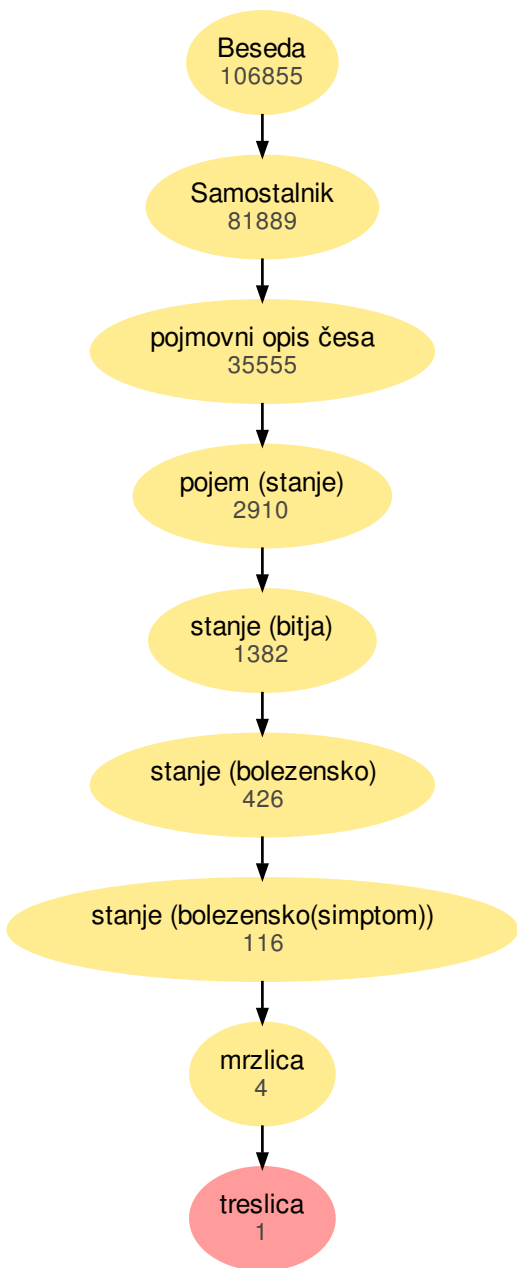 Beseda
106855
Samostalnik
81889
pojmovni opis česa
35555
pojem (stanje)
2910
stanje (bitja)
1382
stanje (bolezensko)
426
stanje (bolezensko(simptom))
116
mrzlica
4
treslica
1